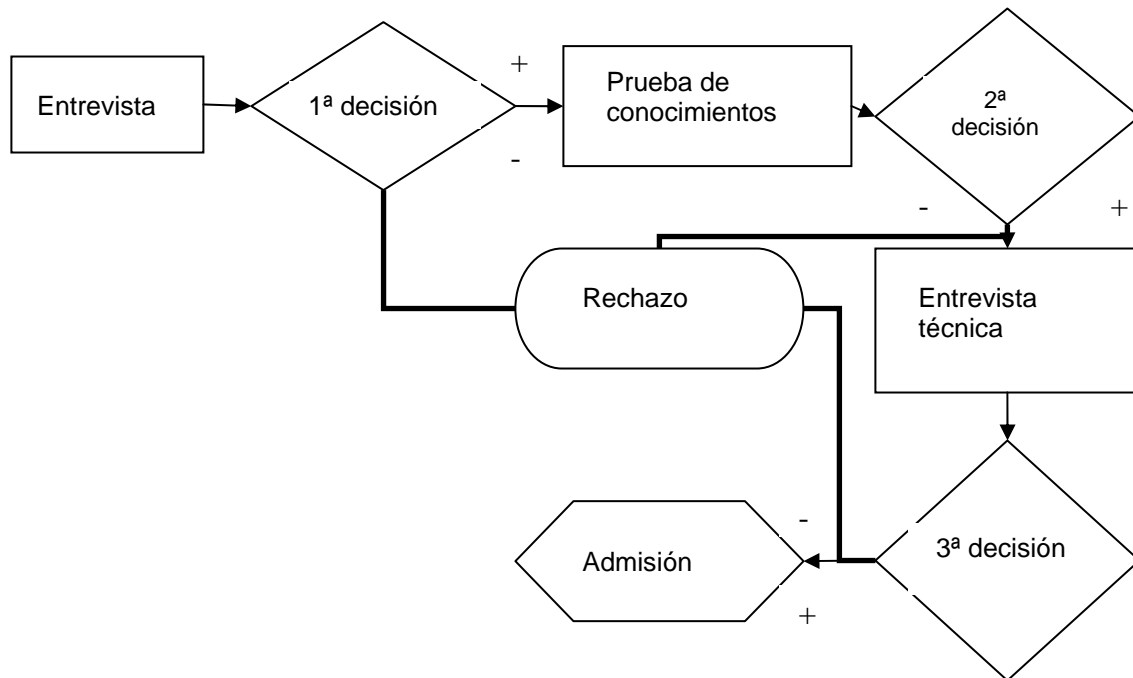 Entrevista
1ª decisión
+
-
Prueba de
conocimientos
2ª
decisión
-
+
Rechazo
Entrevista
técnica
3ª decisión
-
+
Admisión